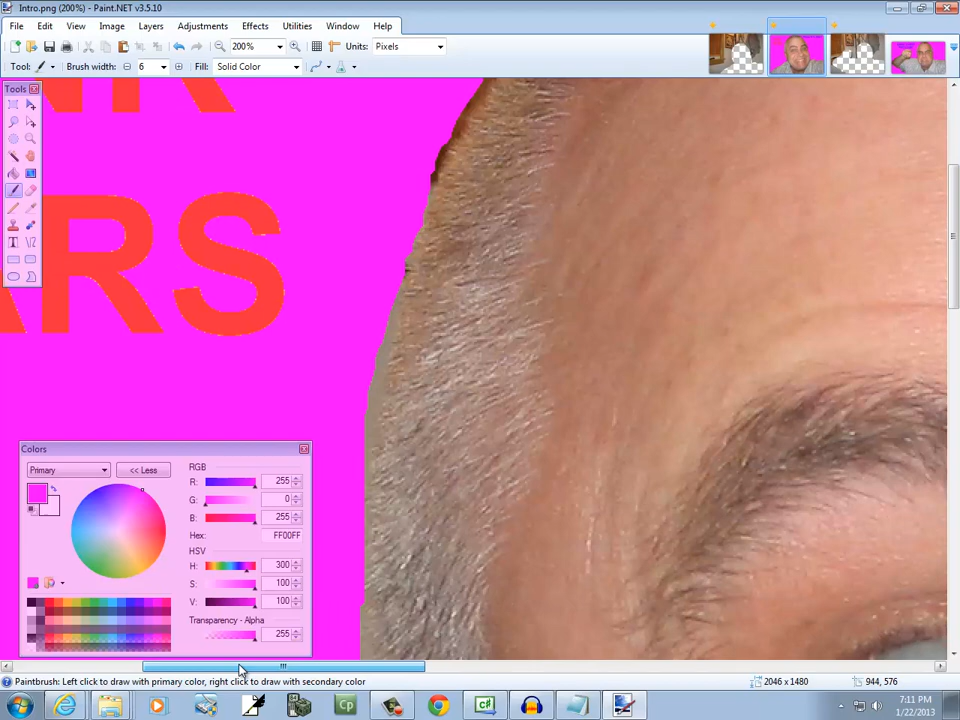 Intro.png (200%) - Paint.NET v3.5.10
File Edit View Image Layers Adjustments Effects Utilities Window Help
200% Units: Pixels
Tool: Brush width: 6 Fill: Solid Color
Tools
ARS
Colors
Primary << Less
RGB
R: 255
G: 0
B: 255
Hex: FF00FF
HSV
H: 300
S: 100
V: 100
Transparency - Alpha
255
Paintbrush: Left click to draw with primary color, right click to draw with secondary color 2046 x 1480 944, 576
Cp C#
7:11 PM
1/22/2013